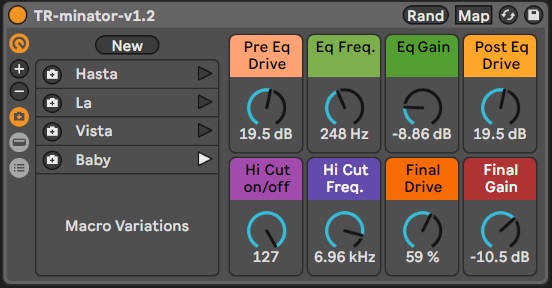 TR-minator-v1.2
Rand
Map
New
Hasta
La
Vista
Baby
Macro Variations
Pre Eq
Drive
19.5 dB
Eq Freq.
248 Hz
Eq Gain
-8.86 dB
Post Eq
Drive
19.5 dB
Hi Cut
on/off
127
Hi Cut
Freq.
6.96 kHz
Final
Drive
59 %
Final
Gain
-10.5 dB